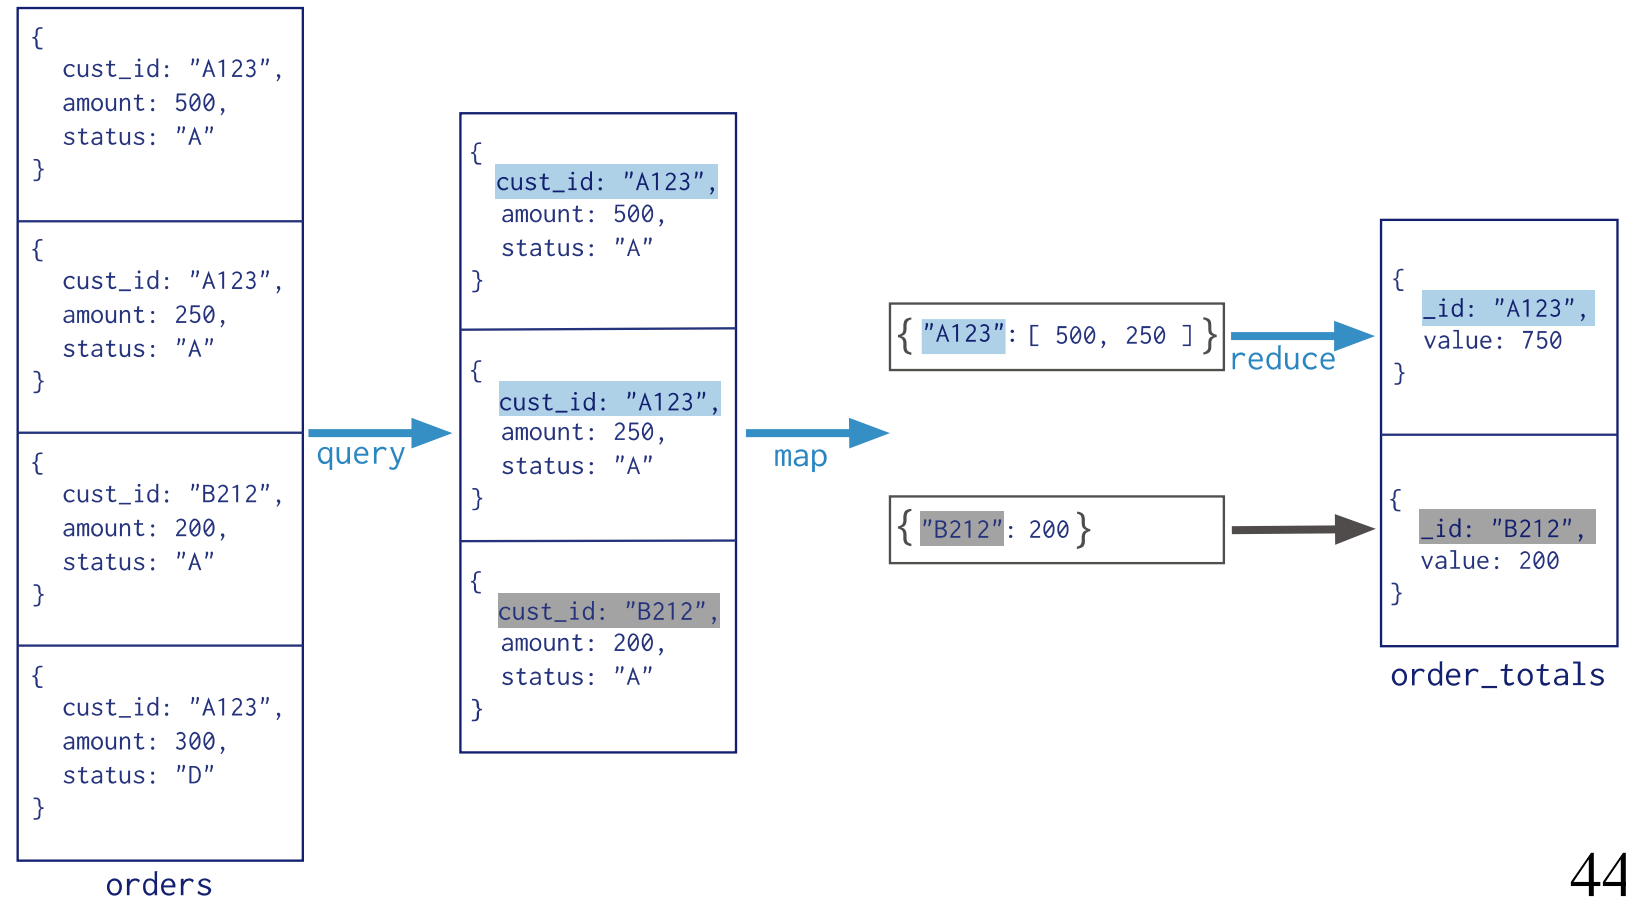 {
cust_id: "A123",
amount: 500,
status: "A"
}
{
cust_id: "A123",
amount: 250,
status: "A"
}
{
cust_id: "B212",
amount: 200,
status: "A"
}
{
cust_id: "A123",
amount: 300,
status: "D"
}
orders
query
{
cust_id: "A123",
amount: 500,
status: "A"
}
{
cust_id: "A123",
amount: 250,
status: "A"
}
{
cust_id: "B212",
amount: 200,
status: "A"
}
map
{ "A123": [ 500, 250 ] }
{ "B212": 200 }
reduce
{
_id: "A123",
value: 750
}
{
_id: "B212",
value: 200
}
order_totals
44